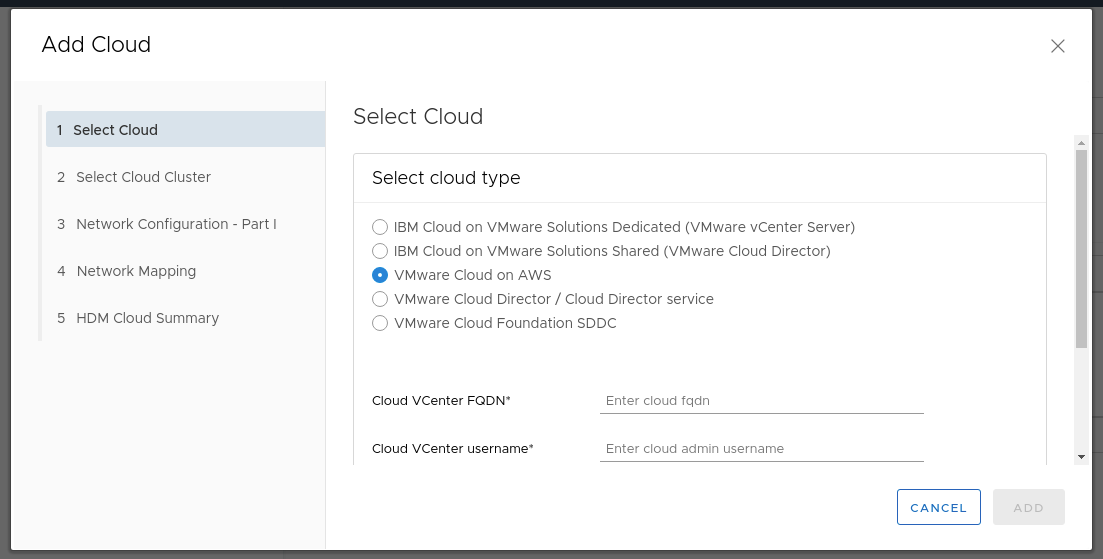 Add Cloud
1 Select Cloud
2 Select Cloud Cluster
3 Network Configuration - Part I
4 Network Mapping
5 HDM Cloud Summary
Select Cloud
Select cloud type
IBM Cloud on VMware Solutions Dedicated (VMware vCenter Server)
IBM Cloud on VMware Solutions Shared (VMware Cloud Director)
VMware Cloud on AWS
VMware Cloud Director / Cloud Director service
VMware Cloud Foundation SDDC
Cloud VCenter FQDN* Enter cloud fqdn
Cloud VCenter username* Enter cloud admin username
CANCEL ADD